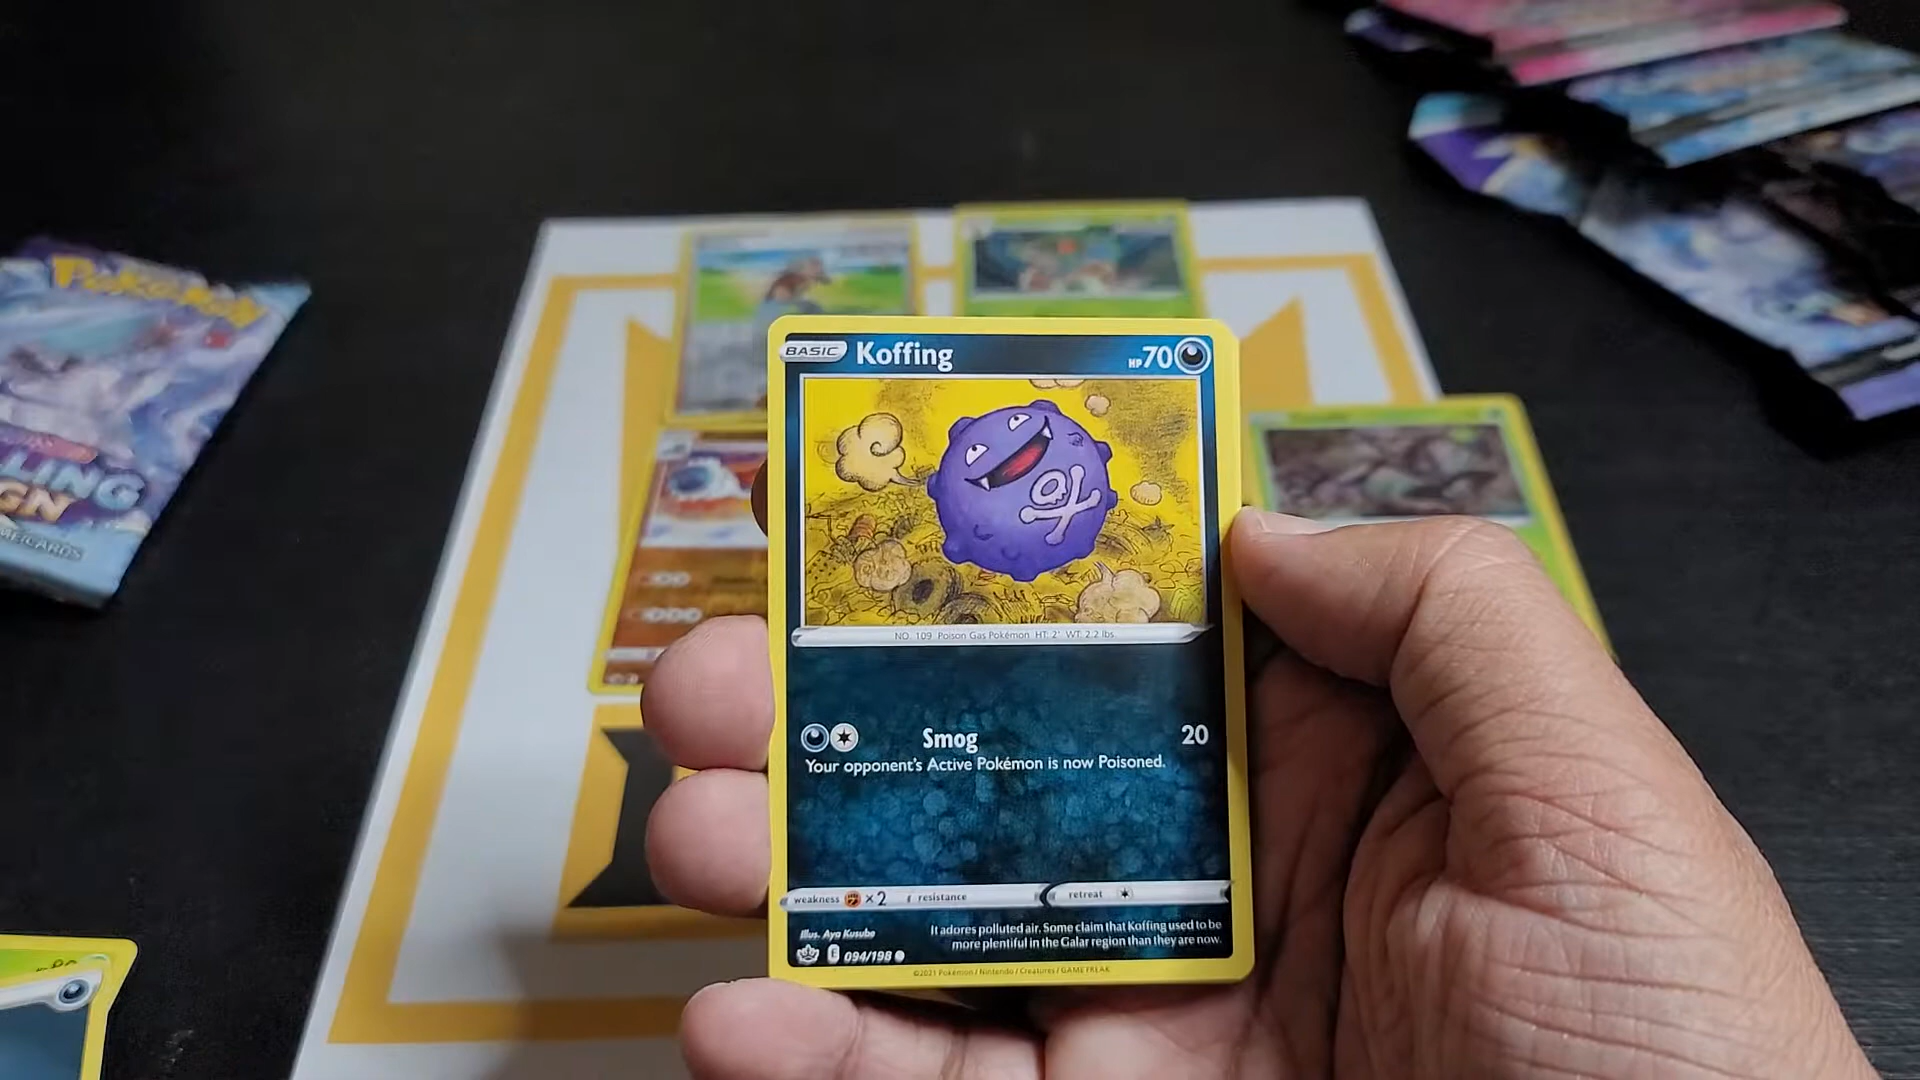 Pokémon
LING
GN
BASIC Koffing HP70
NO. 109 Poison Gas Pokémon HT: 2' WT: 2.2 lbs.
Smog 20
Your opponent's Active Pokémon is now Poisoned.
weakness ×2 resistance retreat
Illus. Aya Kusube
It adores polluted air. Some claim that Koffing used to be
more plentiful in the Galar region than they are now.
E 094/198
©2021 Pokémon / Nintendo / Creatures / GAME FREAK